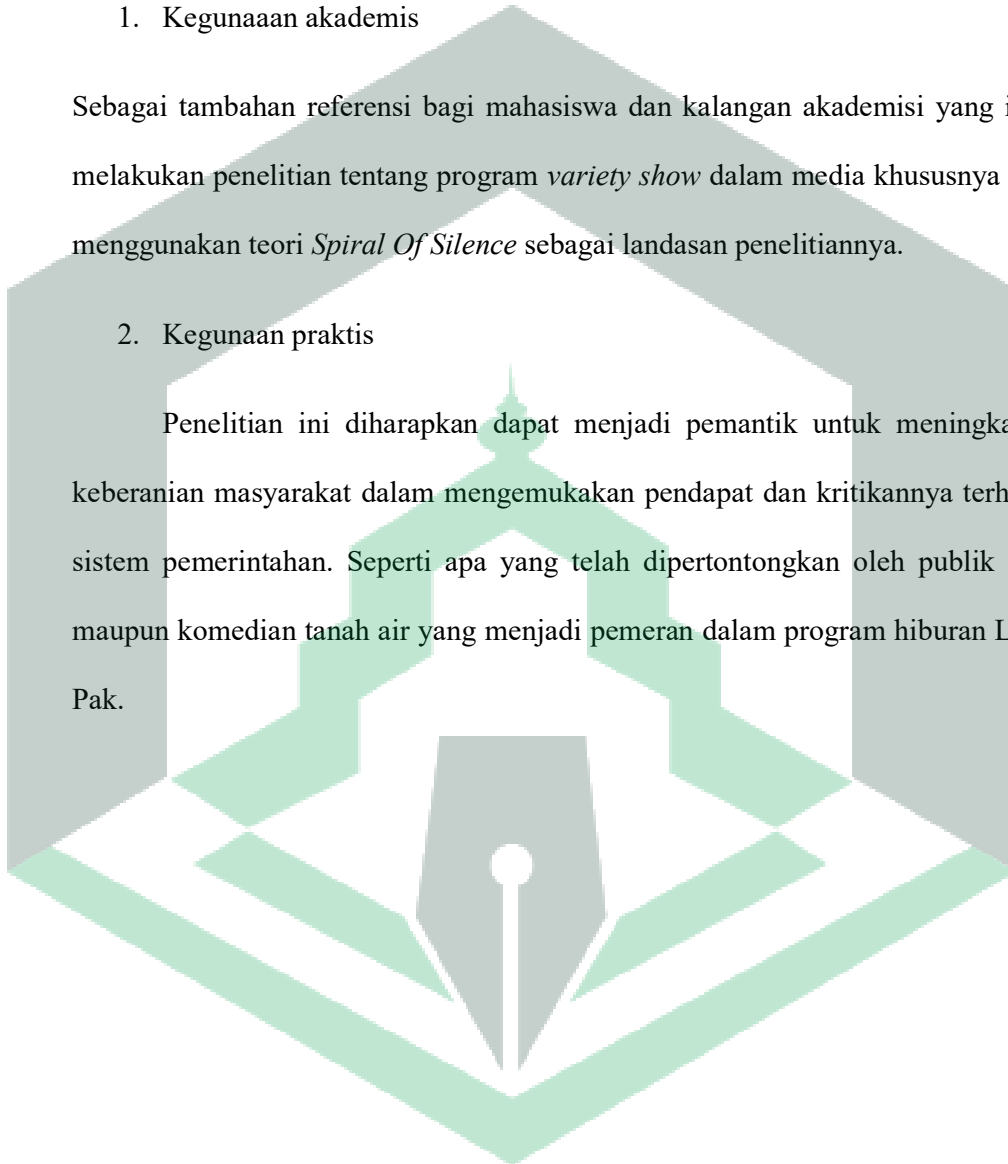 1. Kegunaaan akademis
Sebagai tambahan referensi bagi mahasiswa dan kalangan akademisi yang
melakukan penelitian tentang program variety show dalam media khususnya
menggunakan teori Spiral Of Silence sebagai landasan penelitiannya.
2. Kegunaan praktis
Penelitian ini diharapkan dapat menjadi pemantik untuk
keberanian masyarakat dalam mengemukakan pendapat dan kritikannya
sistem pemerintahan. Seperti apa yang telah dipertontongkan oleh publik
maupun komedian tanah air yang menjadi pemeran dalam program hiburan
Pak.